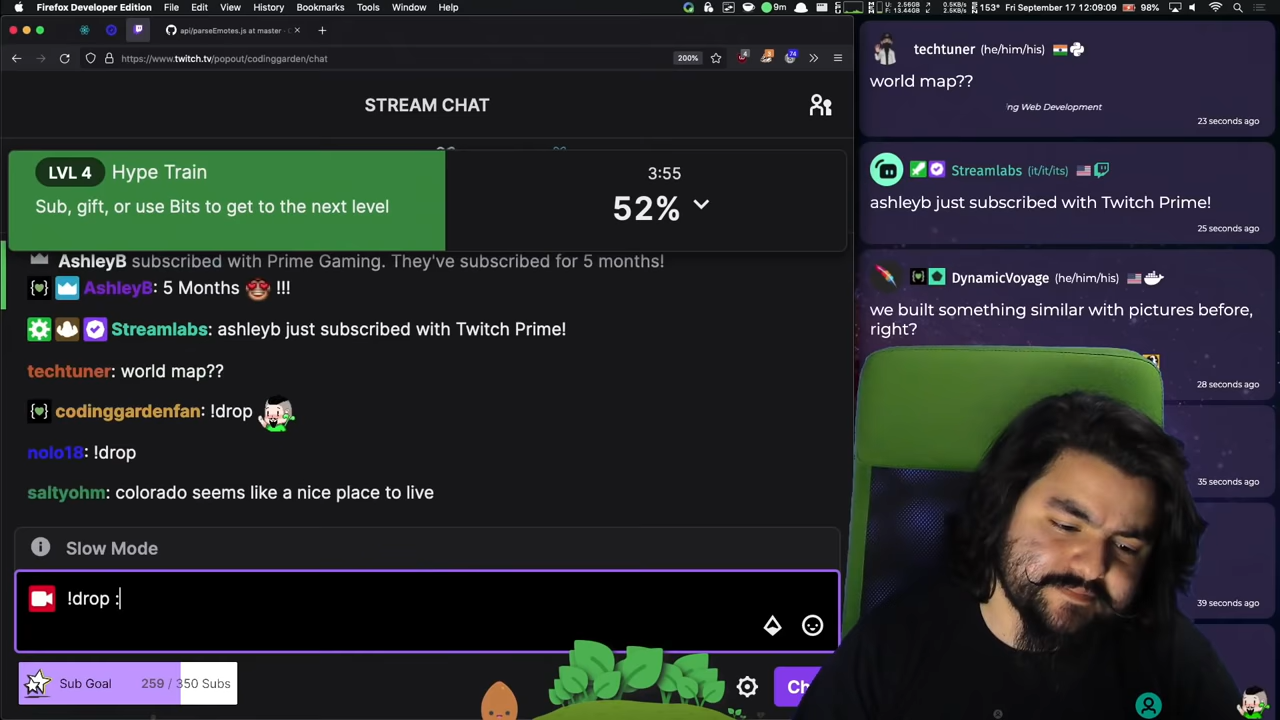 Firefox Developer Edition File Edit View History Bookmarks Tools Window Help
9m
153° Fri September 17 12:09:09 98%
api/parseEmotes.js at master
https://www.twitch.tv/popout/codinggarden/chat
200%
4
3
74
STREAM CHAT
LVL 4 Hype Train
3:55
Sub, gift, or use Bits to get to the next level
52%
AshleyB subscribed with Prime Gaming. They've subscribed for 5 months!
AshleyB: 5 Months !!!
Streamlabs: ashleyb just subscribed with Twitch Prime!
techtuner: world map??
codinggardenfan: !drop
nolo18: !drop
saltyohm: colorado seems like a nice place to live
Slow Mode
!drop :
Sub Goal 259 / 350 Subs
Ch
techtuner (he/him/his)
world map??
ng Web Development
23 seconds ago
Streamlabs (it/it/its)
ashleyb just subscribed with Twitch Prime!
25 seconds ago
DynamicVoyage (he/him/his)
we built something similar with pictures before,
right?
28 seconds ago
35 seconds ago
39 seconds ago